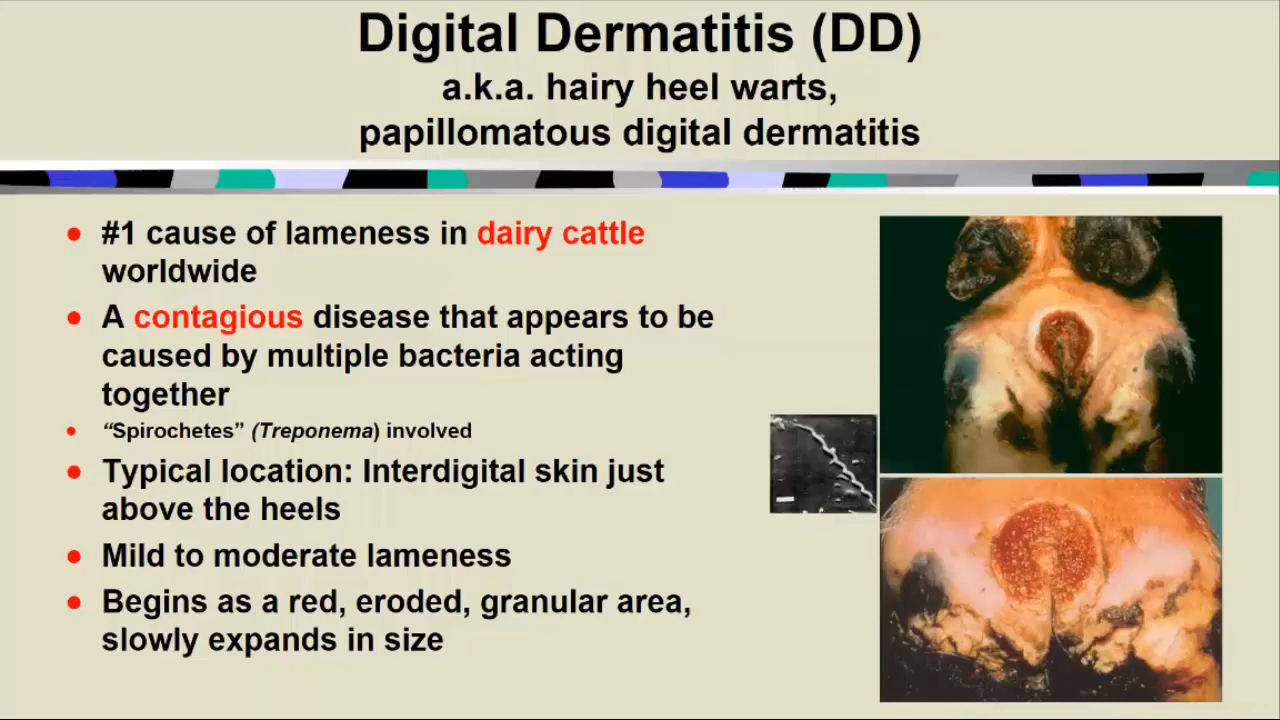 Digital Dermatitis (DD)
a.k.a. hairy heel warts,
papillomatous digital dermatitis
• #1 cause of lameness in dairy cattle
worldwide
• A contagious disease that appears to be
caused by multiple bacteria acting
together
• “Spirochetes” (Treponema) involved
• Typical location: Interdigital skin just
above the heels
• Mild to moderate lameness
• Begins as a red, eroded, granular area,
slowly expands in size